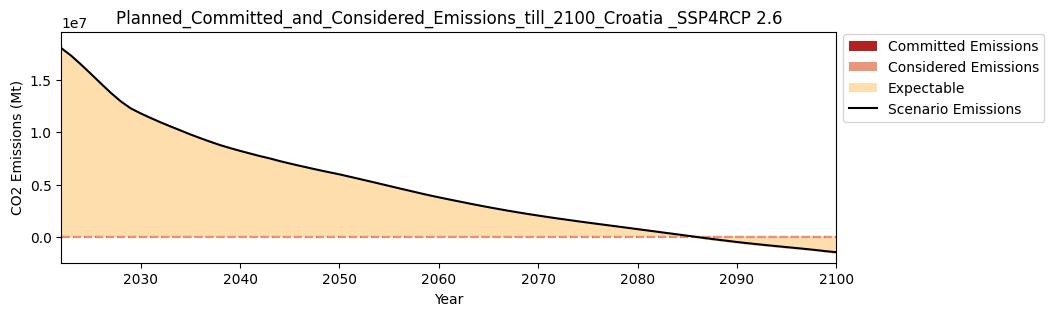 Planned_Committed_and_Considered_Emissions_till_2100_Croatia _SSP4RCP 2.6
1e7
Committed Emissions
Considered Emissions
Expectable
Scenario Emissions
CO2 Emissions (Mt)
1.5
1.0
0.5
0.0
2030 2040 2050 2060 2070 2080 2090 2100
Year